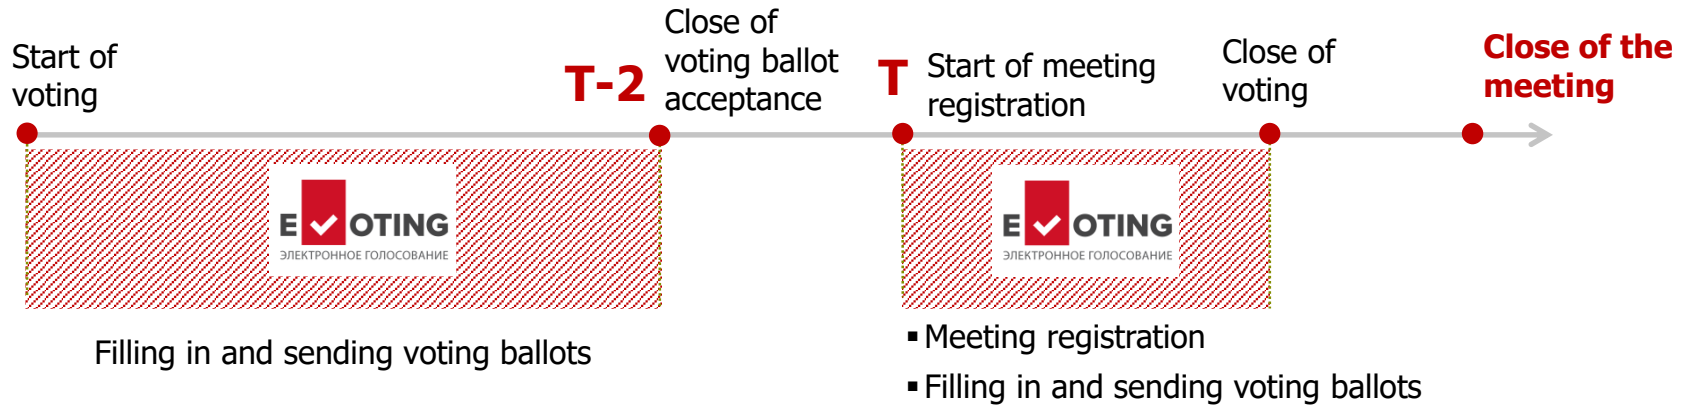 Start of
voting
T-2
Close of
voting ballot
acceptance
T
Start of meeting
registration
Close of
voting
Close of the
meeting
E OTING
ЭЛЕКТРОННОЕ ГОЛОСОВАНИЕ
E OTING
ЭЛЕКТРОННОЕ ГОЛОСОВАНИЕ
Filling in and sending voting ballots
▪ Meeting registration
▪ Filling in and sending voting ballots